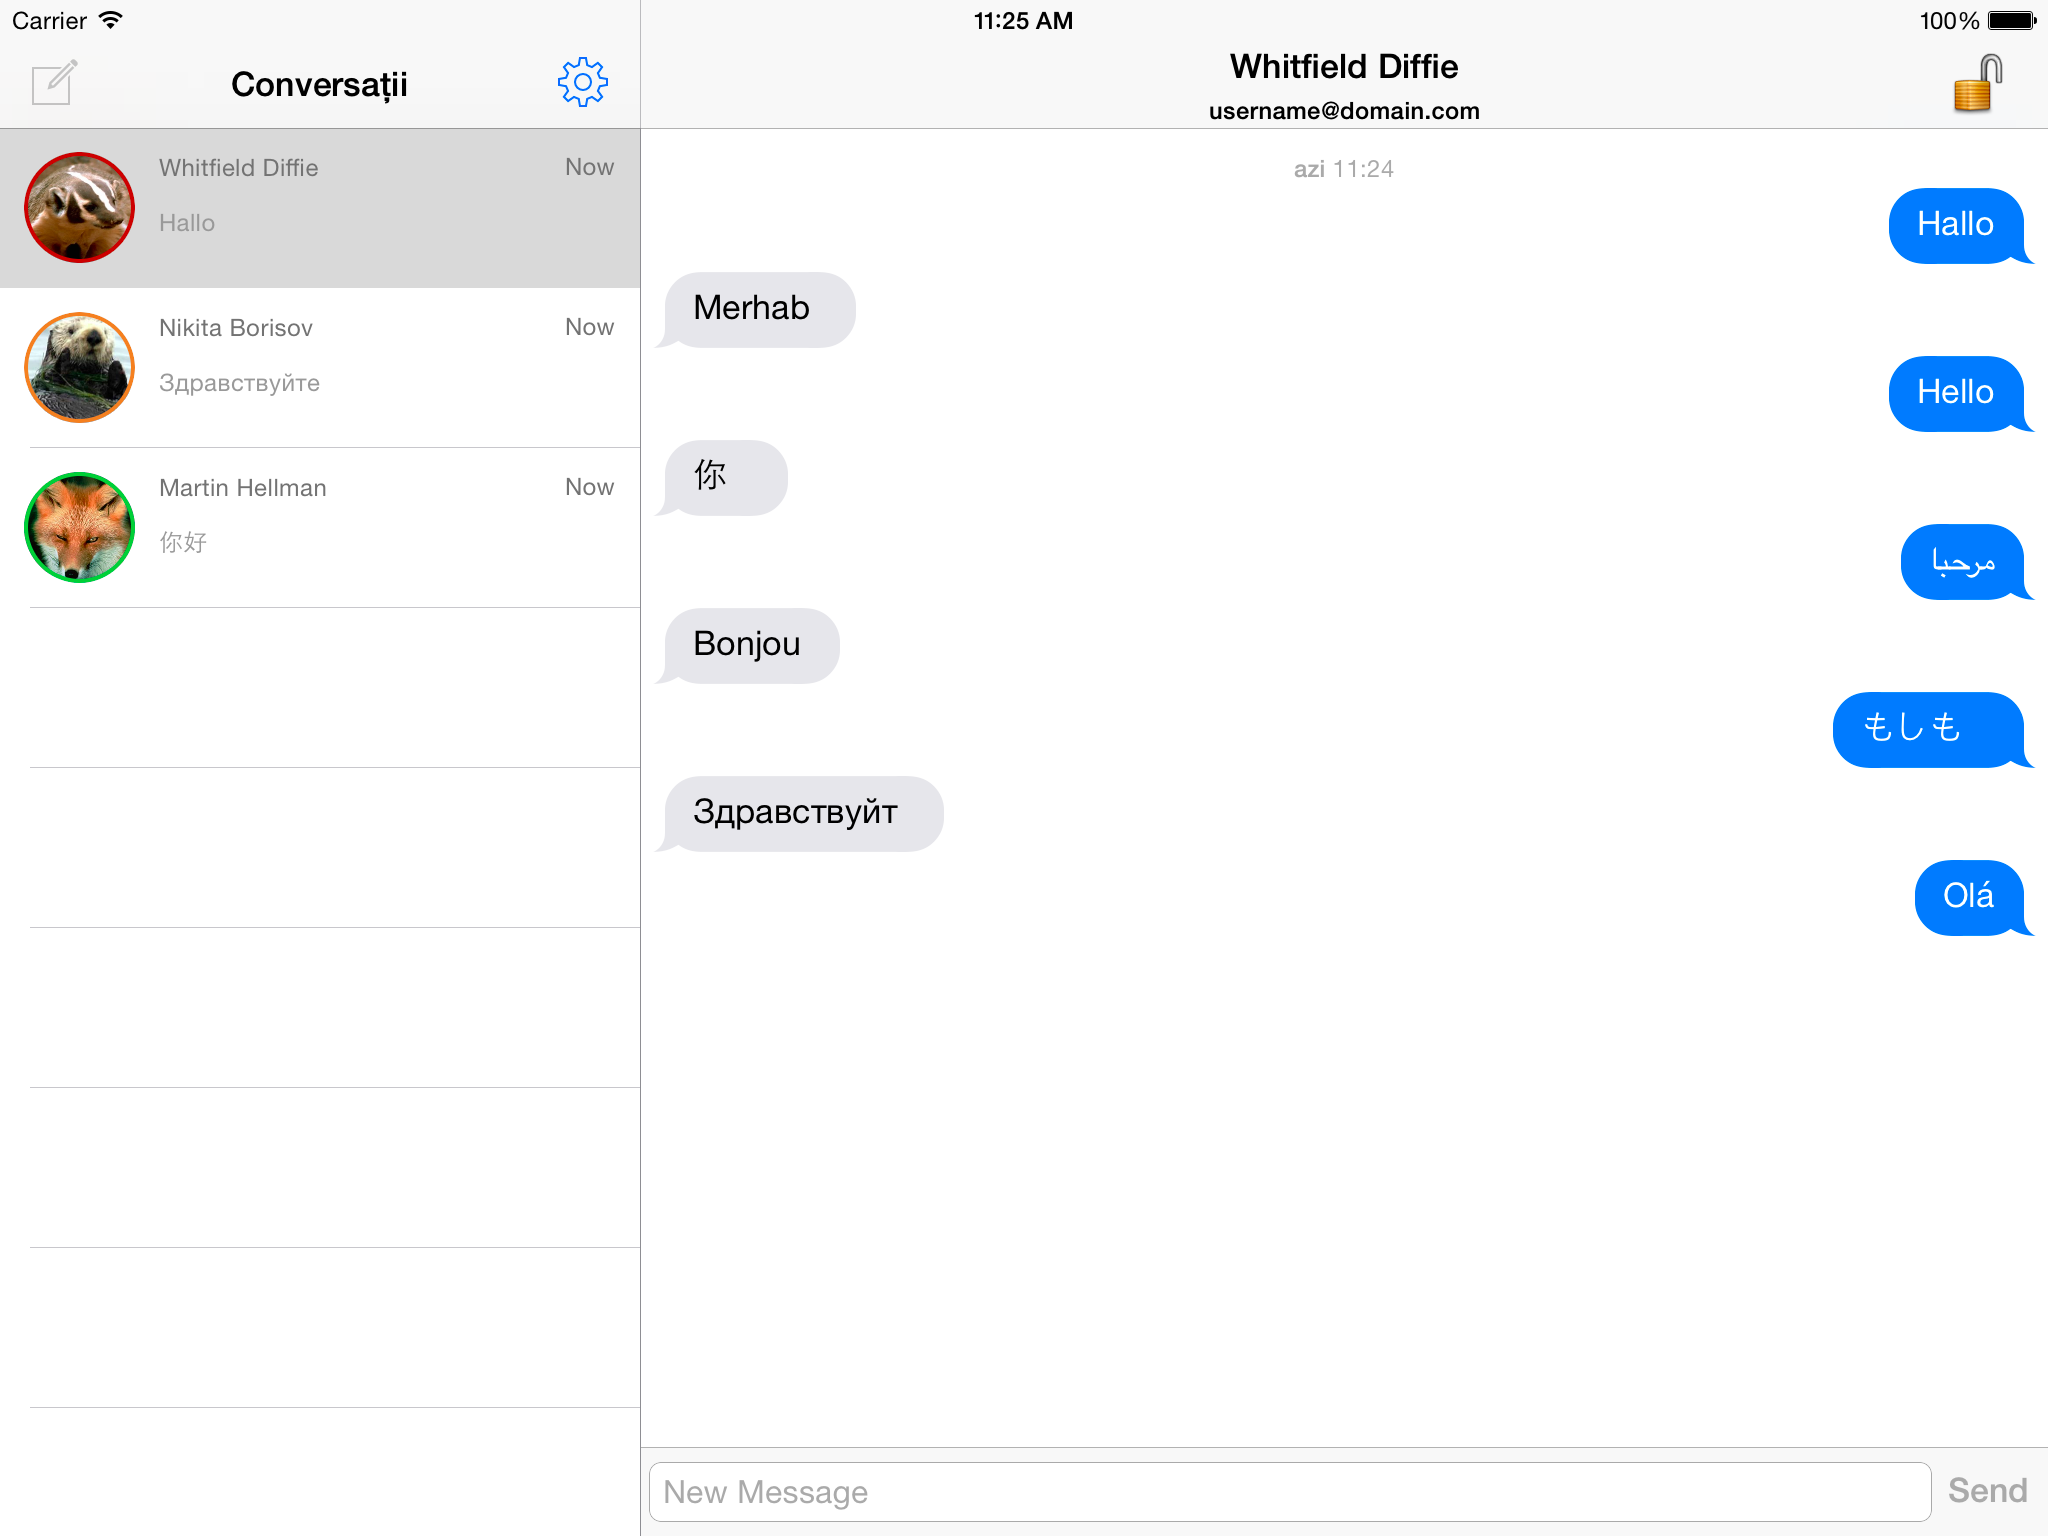 Carrier
11:25 AM
100%
Conversații
Whitfield Diffie
Now
Hallo
Nikita Borisov
Now
Здравствуйте
Martin Hellman
Now
你好
Whitfield Diffie
username@domain.com
azi 11:24
Hallo
Merhab
Hello
你
مرحبا
Bonjou
もしも
Здравствуйт
Olá
New Message
Send